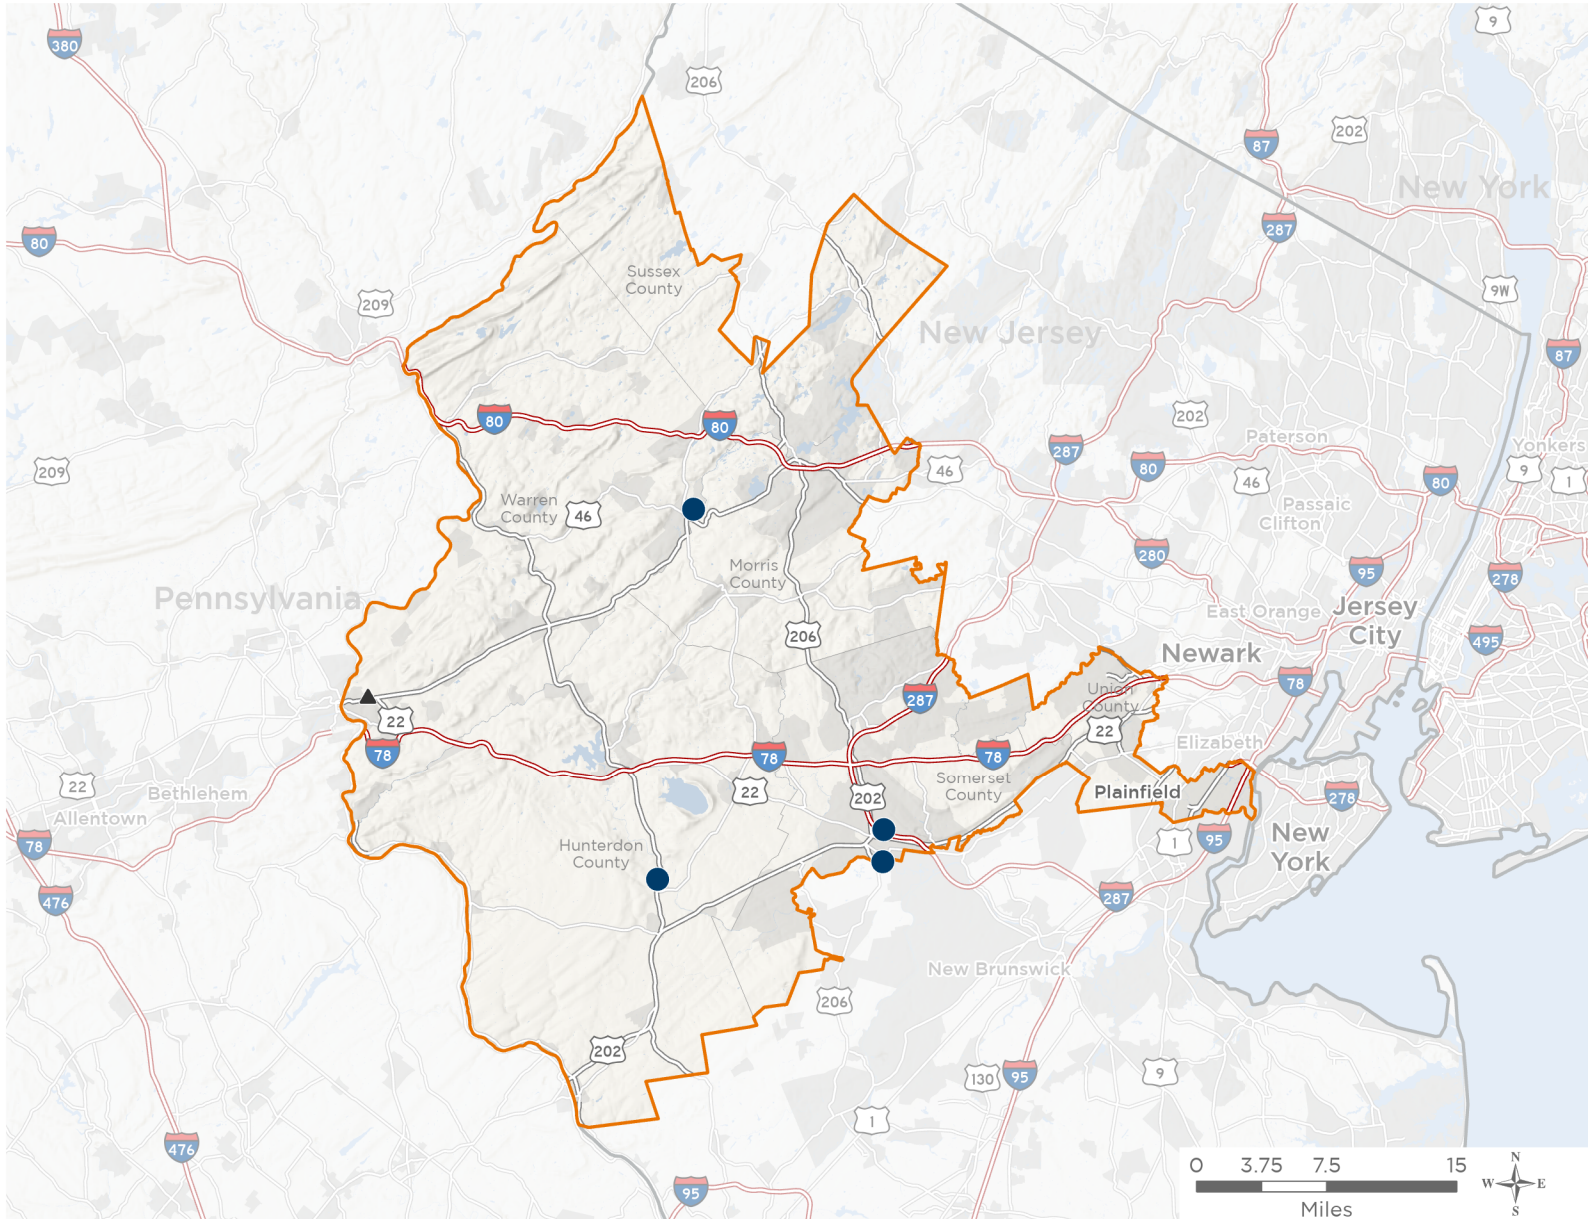 9
380
206
202
87
New York
287
80
Sussex
County
209
9W
New Jersey
87
80
80
202
Paterson
Yonkers
287
80
46
46
9
1
80
209
Warren
County
46
Passaic
Clifton
280
95
278
Morris
County
Pennsylvania
East Orange
Jersey
City
206
495
Newark
78
Union
County
287
22
22
78
78
78
Elizabeth
22
Bethlehem
22
202
Somerset
County
Plainfield
278
Allentown
78
95
1
New
York
Hunterdon
County
476
287
New Brunswick
206
202
130
95
9
1
476
95
0 3.75 7.5 15
Miles
N
W E
S